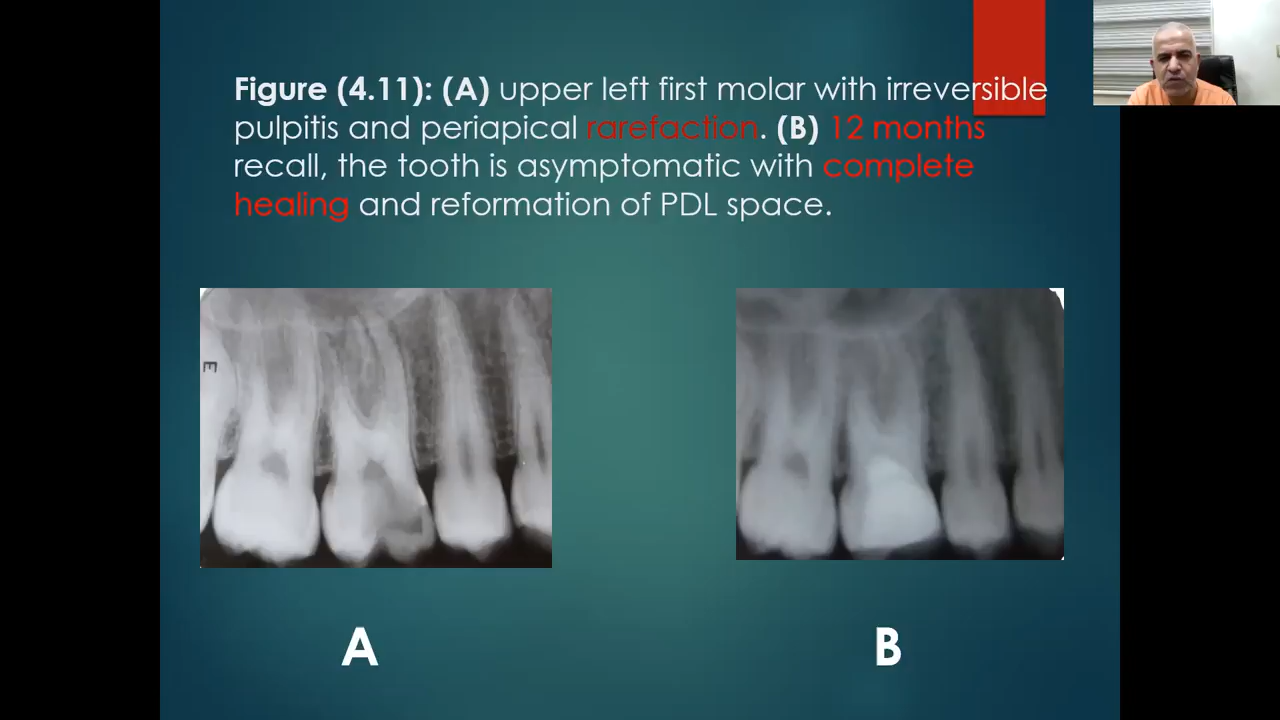 Figure (4.11): (A) upper left first molar with irreversible
pulpitis and periapical rarefaction. (B) 12 months
recall, the tooth is asymptomatic with complete
healing and reformation of PDL space.
E
A
B